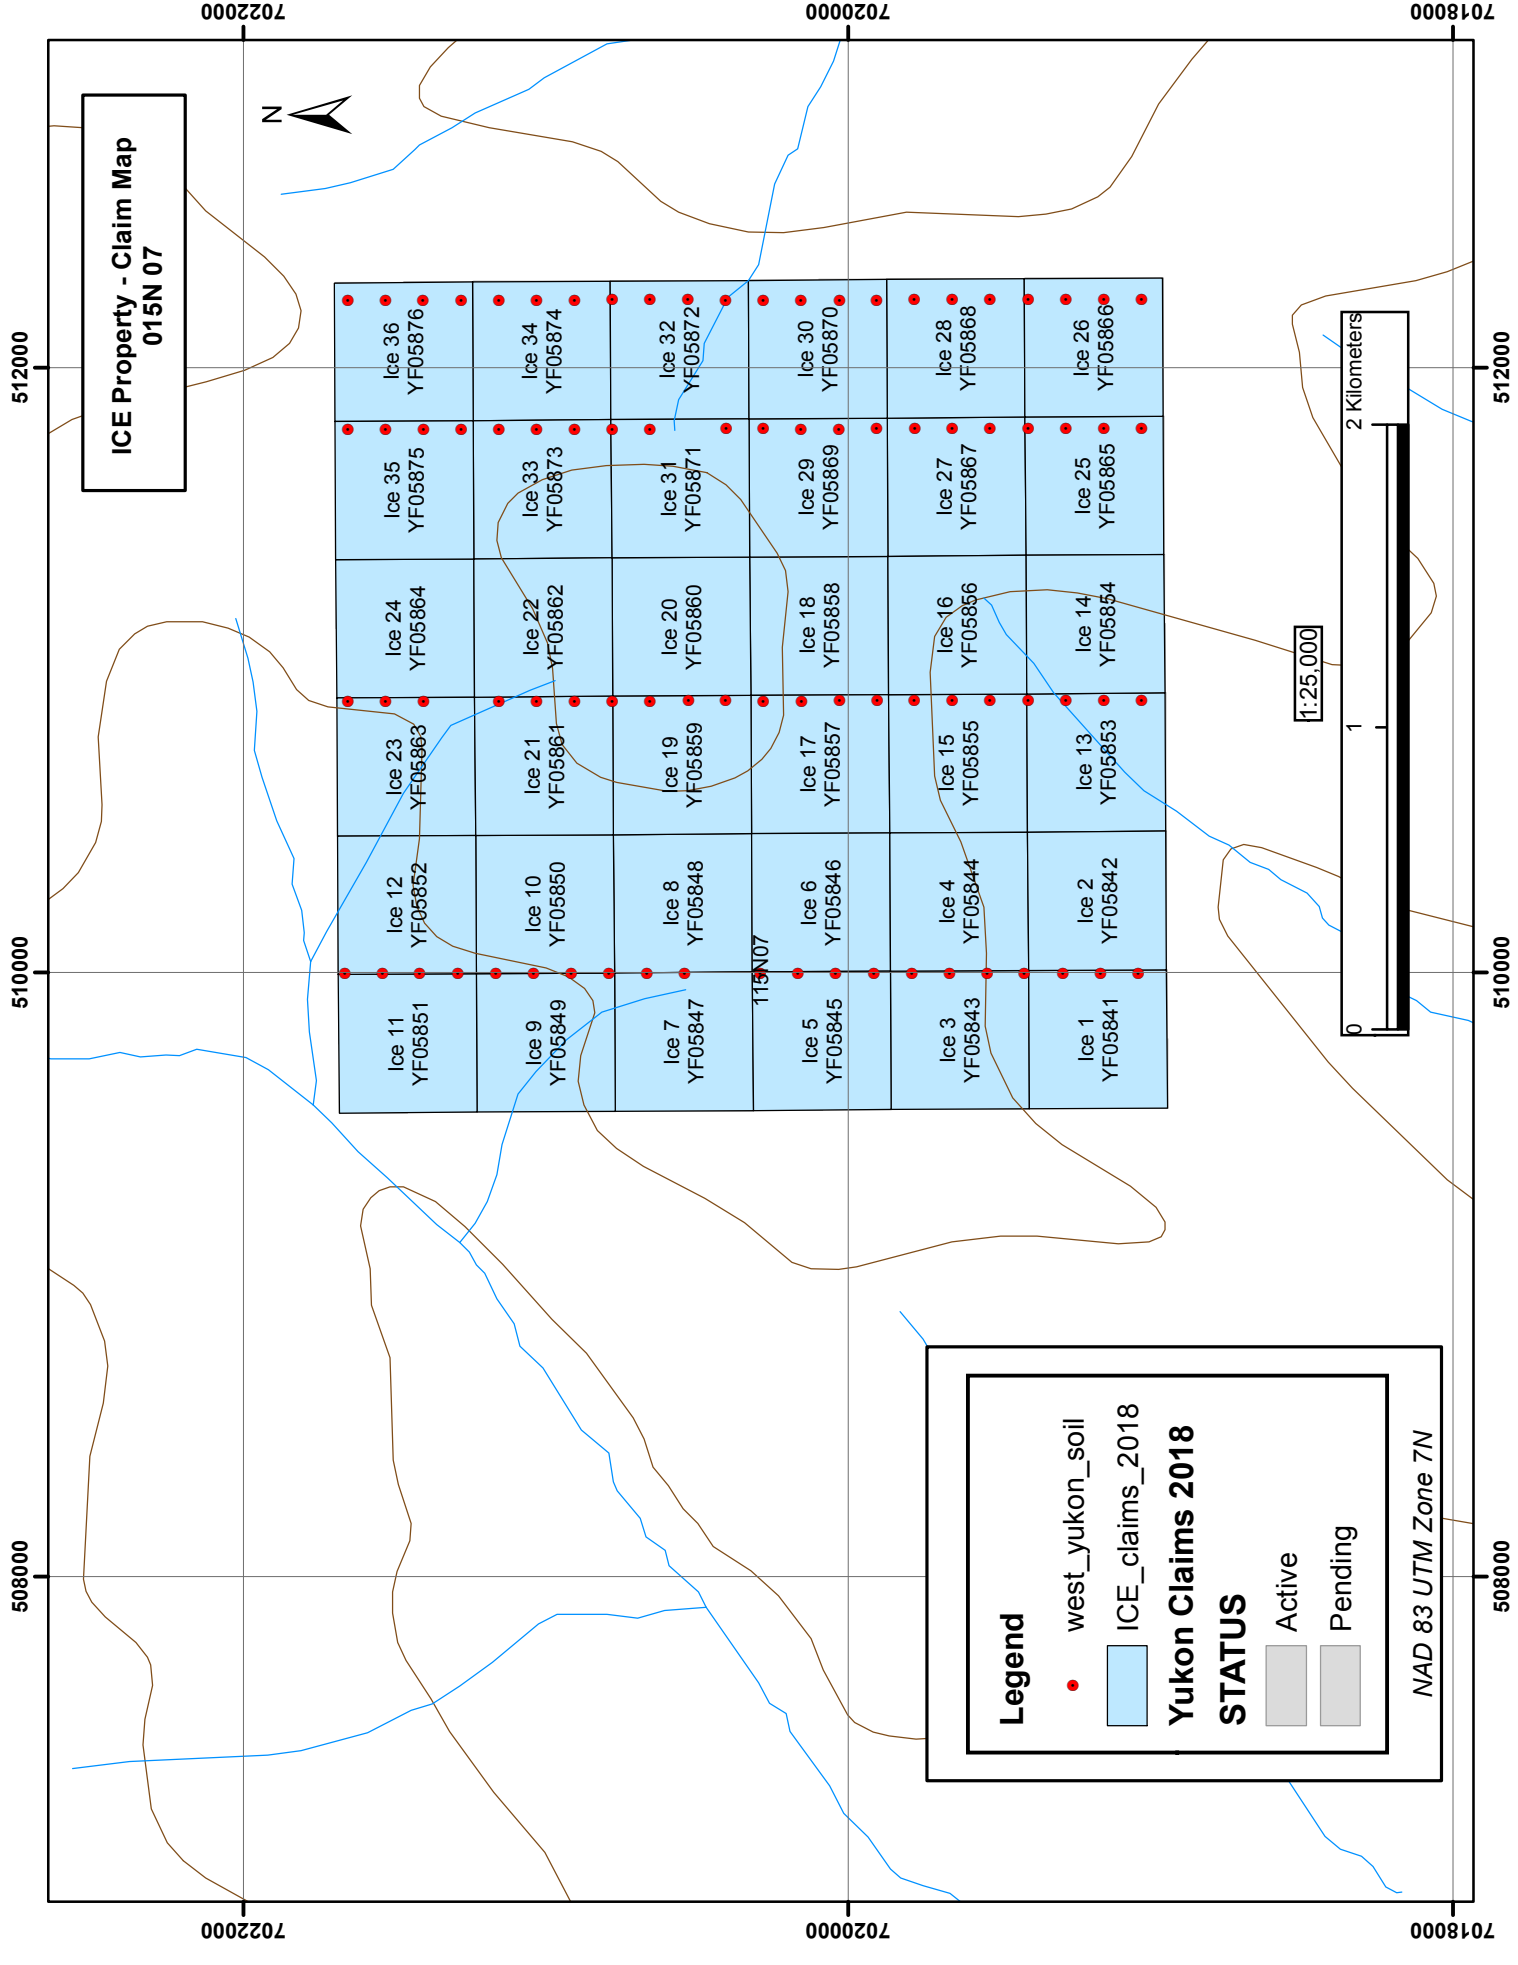 ICE Property - Claim Map
015N 07
N
508000
510000
512000
7022000
7022000
7020000
7020000
7018000
7018000
508000
510000
512000
Ice 11
YF05851
Ice 12
YF05852
Ice 23
YF05863
Ice 24
YF05864
Ice 35
YF05875
Ice 36
YF05876
Ice 9
YF05849
Ice 10
YF05850
Ice 21
YF05861
Ice 22
YF05862
Ice 33
YF05873
Ice 34
YF05874
Ice 7
YF05847
Ice 8
YF05848
Ice 19
YF05859
Ice 20
YF05860
Ice 31
YF05871
Ice 32
YF05872
115N07
Ice 5
YF05845
Ice 6
YF05846
Ice 17
YF05857
Ice 18
YF05858
Ice 29
YF05869
Ice 30
YF05870
Ice 3
YF05843
Ice 4
YF05844
Ice 15
YF05855
Ice 16
YF05856
Ice 27
YF05867
Ice 28
YF05868
Ice 1
YF05841
Ice 2
YF05842
Ice 13
YF05853
Ice 14
YF05854
Ice 25
YF05865
Ice 26
YF05866
Legend
west_yukon_soil
ICE_claims_2018
Yukon Claims 2018
STATUS
Active
Pending
NAD 83 UTM Zone 7N
1:25,000
0 1 2 Kilometers